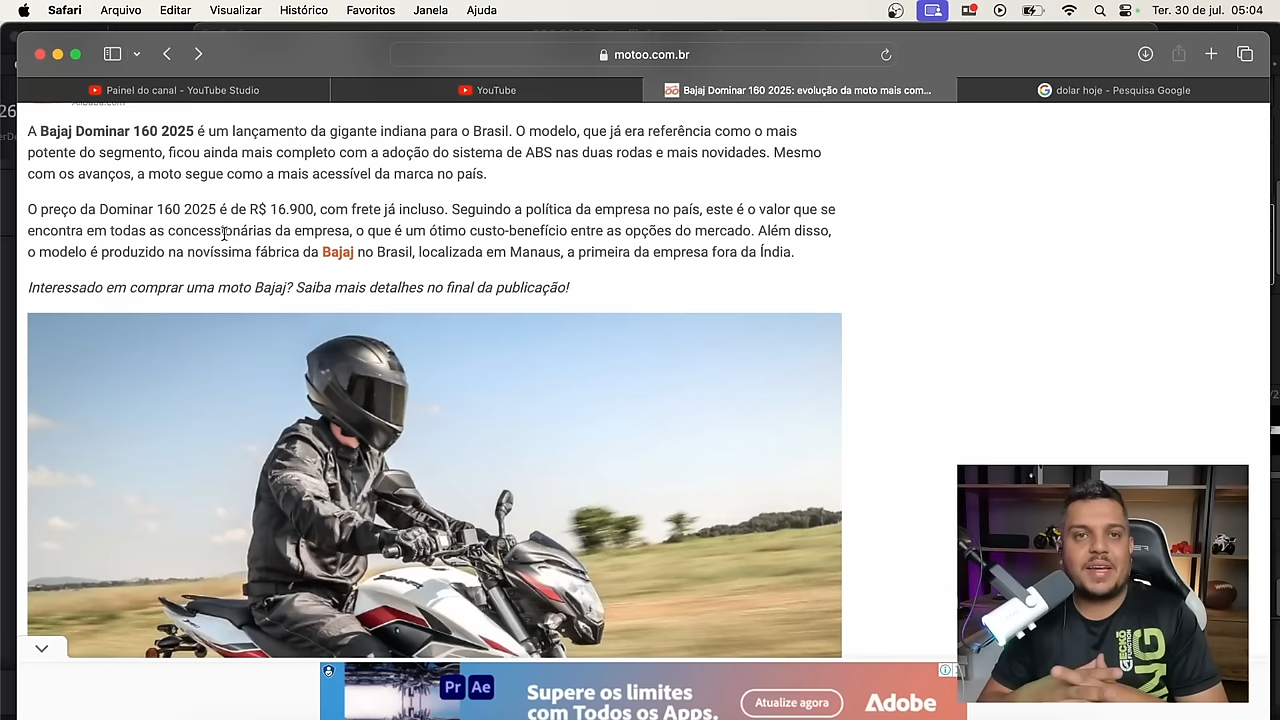 Safari Arquivo Editar Visualizar Histórico Favoritos Janela Ajuda Ter. 30 de jul. 05:04
motoo.com.br
Painel do canal - YouTube Studio
YouTube
Bajaj Dominar 160 2025: evolução da moto mais com...
dolar hoje - Pesquisa Google
Alibaba.com
26
A Bajaj Dominar 160 2025 é um lançamento da gigante indiana para o Brasil. O modelo, que já era referência como o mais
potente do segmento, ficou ainda mais completo com a adoção do sistema de ABS nas duas rodas e mais novidades. Mesmo
com os avanços, a moto segue como a mais acessível da marca no país.
O preço da Dominar 160 2025 é de R$ 16.900, com frete já incluso. Seguindo a política da empresa no país, este é o valor que se
encontra em todas as concessionárias da empresa, o que é um ótimo custo-benefício entre as opções do mercado. Além disso,
o modelo é produzido na novíssima fábrica da Bajaj no Brasil, localizada em Manaus, a primeira da empresa fora da Índia.
Interessado em comprar uma moto Bajaj? Saiba mais detalhes no final da publicação!
GECKO
FUNCTION
NG
Pr Ae
Supere os limites
com Todos os Apps.
Atualize agora
Adobe